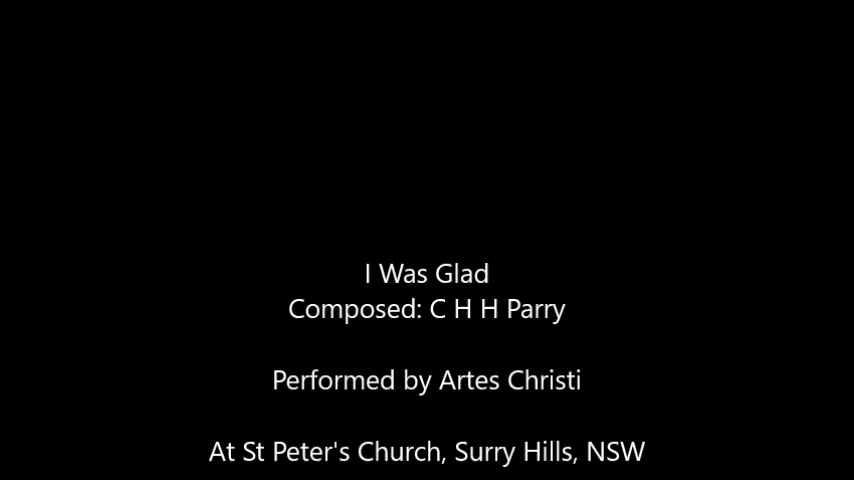 I Was Glad
Composed: C H H Parry
Performed by Artes Christi
At St Peter's Church, Surry Hills, NSW